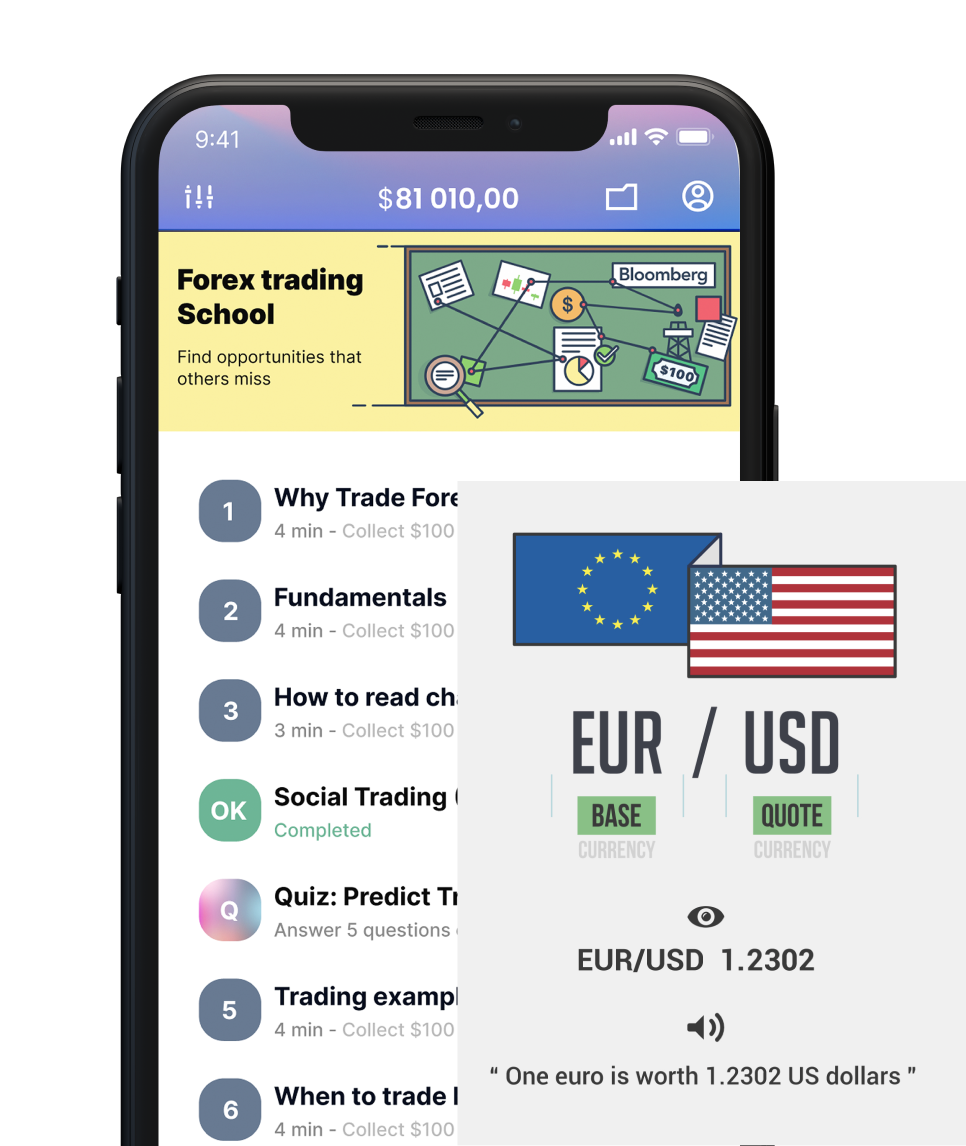 9:41
$81 010,00
Forex trading
School
Find opportunities that
others miss
Bloomberg
$
$100
1
Why Trade Fore
4 min - Collect $100
2
Fundamentals
4 min - Collect $100
3
How to read
3 min - Collect $100
OK
Social Trading
Completed
Q
Quiz: Predict Tr
Answer 5 questions
5
Trading exampl
4 min - Collect $100
6
When to trade
4 min - Collect $100
EUR / USD
BASE QUOTE
CURRENCY CURRENCY
EUR/USD 1.2302
“ One euro is worth 1.2302 US dollars ”